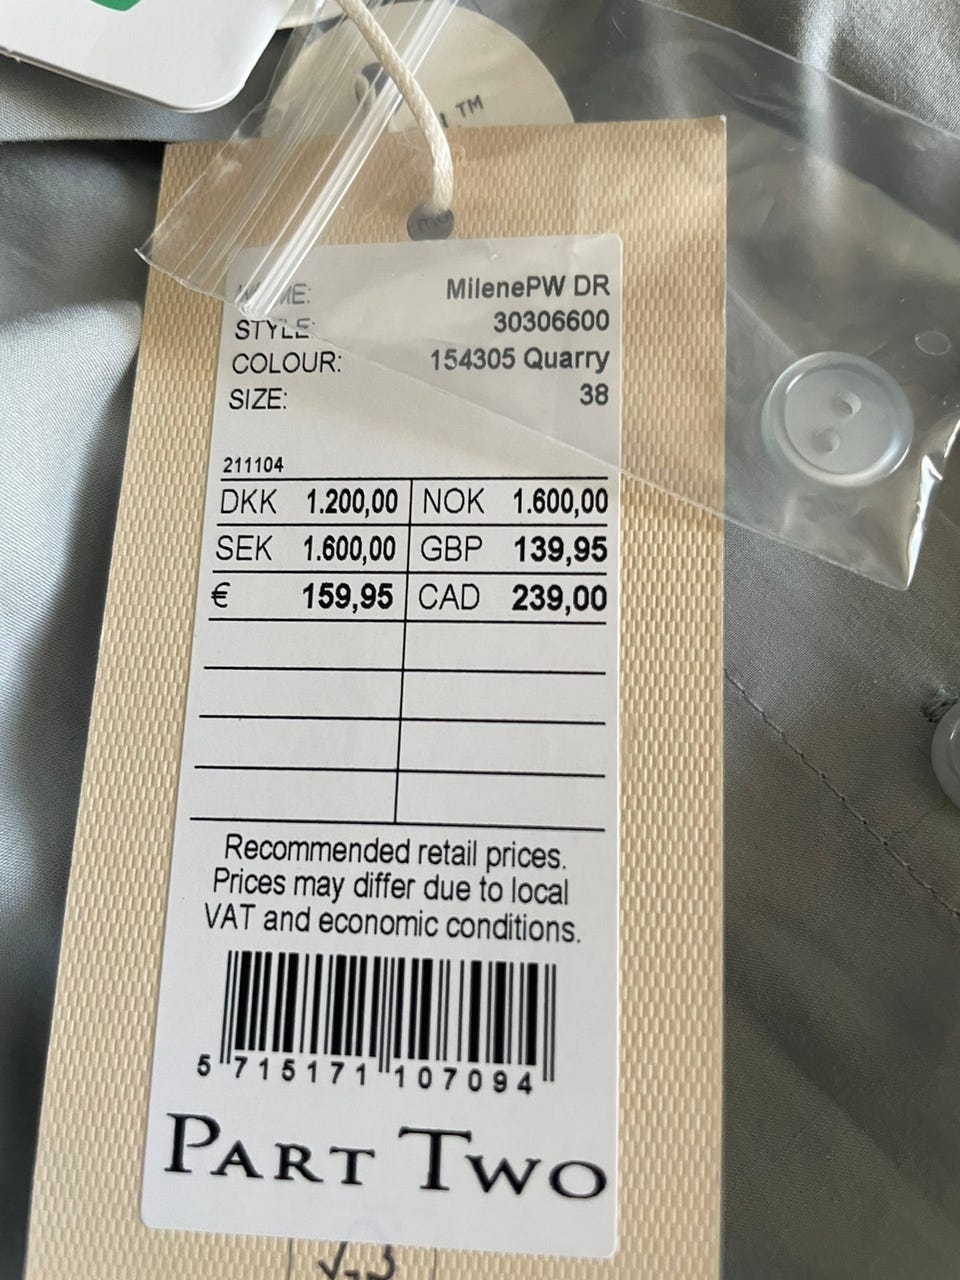 ™
NAME: MilenePW DR
STYLE: 30306600
COLOUR: 154305 Quarry
SIZE: 38
211104
DKK 1.200,00 NOK 1.600,00
SEK 1.600,00 GBP 139,95
€ 159,95 CAD 239,00
Recommended retail prices.
Prices may differ due to local
VAT and economic conditions.
5 715171 107094
PART TWO